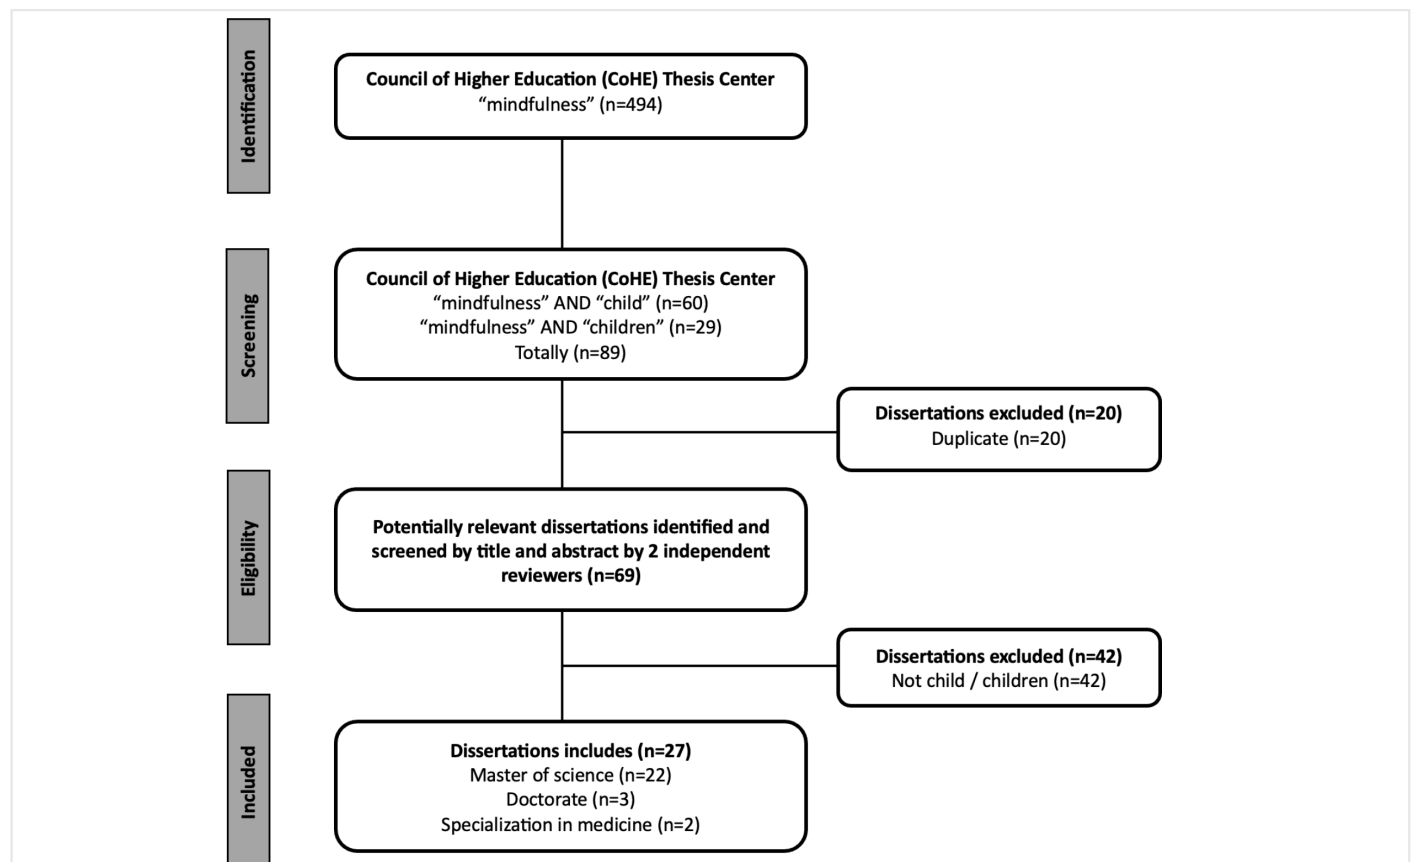 Identification
Council of Higher Education (CoHE) Thesis Center
“mindfulness” (n=494)
Screening
Council of Higher Education (CoHE) Thesis Center
“mindfulness” AND “child” (n=60)
“mindfulness” AND “children” (n=29)
Totally (n=89)
Dissertations excluded (n=20)
Duplicate (n=20)
Eligibility
Potentially relevant dissertations identified and
screened by title and abstract by 2 independent
reviewers (n=69)
Dissertations excluded (n=42)
Not child / children (n=42)
Included
Dissertations includes (n=27)
Master of science (n=22)
Doctorate (n=3)
Specialization in medicine (n=2)